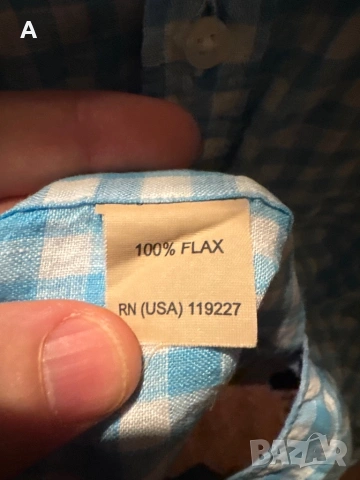 A
100% FLAX
RN (USA) 119227
BAZAR